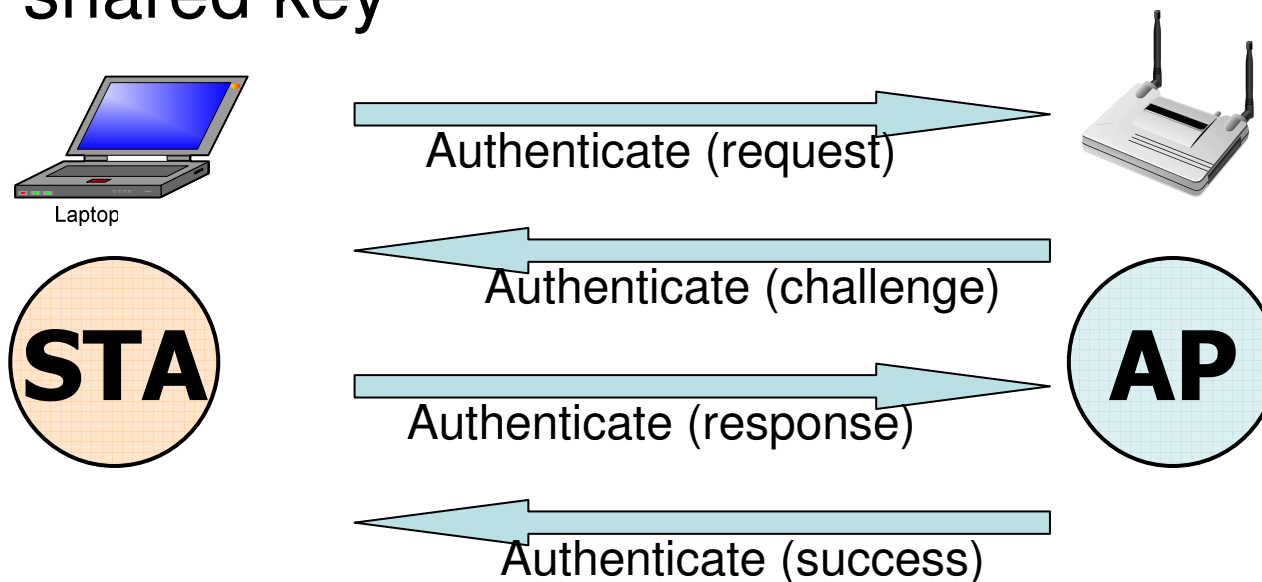 shared key
Authenticate (request)
Laptop
Authenticate (challenge)
STA
AP
Authenticate (response)
Authenticate (success)